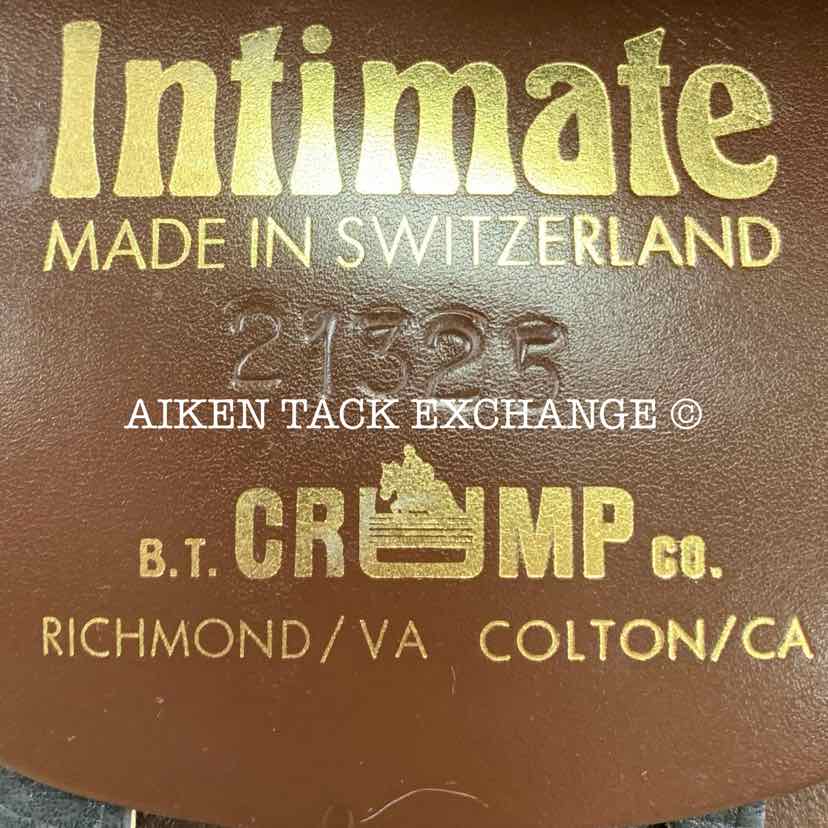 Intimate
MADE IN SWITZERLAND
21325
AIKEN TACK EXCHANGE ©
B.T. CRUMP CO.
RICHMOND/VA COLTON/CA